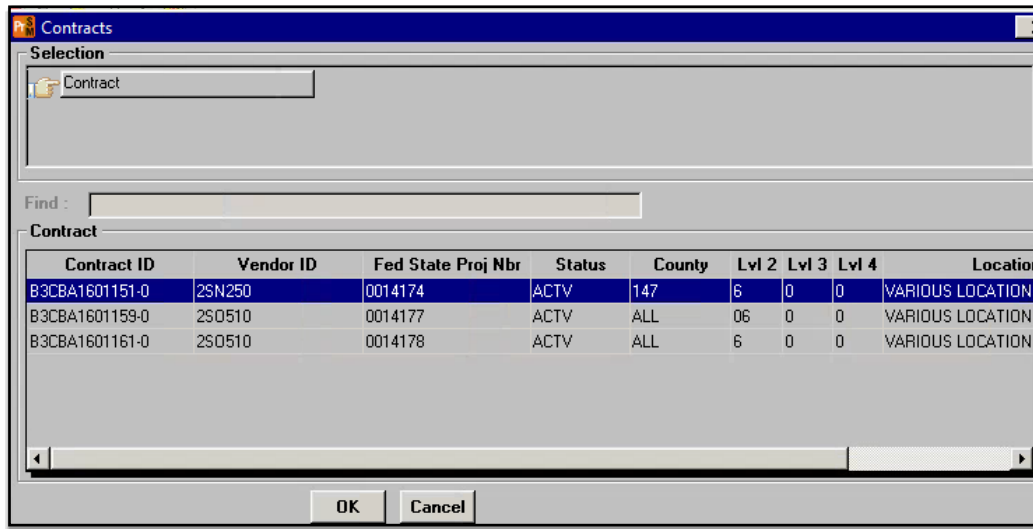 PrSM Contracts
Selection
Contract
Find :
Contract
Contract ID Vendor ID Fed State Proj Nbr Status County Lvl 2 Lvl 3 Lvl 4 Location
B3CBA1601151-0 2SN250 0014174 ACTV 147 6 0 0 VARIOUS LOCATION
B3CBA1601159-0 2SO510 0014177 ACTV ALL 06 0 0 VARIOUS LOCATION
B3CBA1601161-0 2SO510 0014178 ACTV ALL 6 0 0 VARIOUS LOCATION
OK Cancel